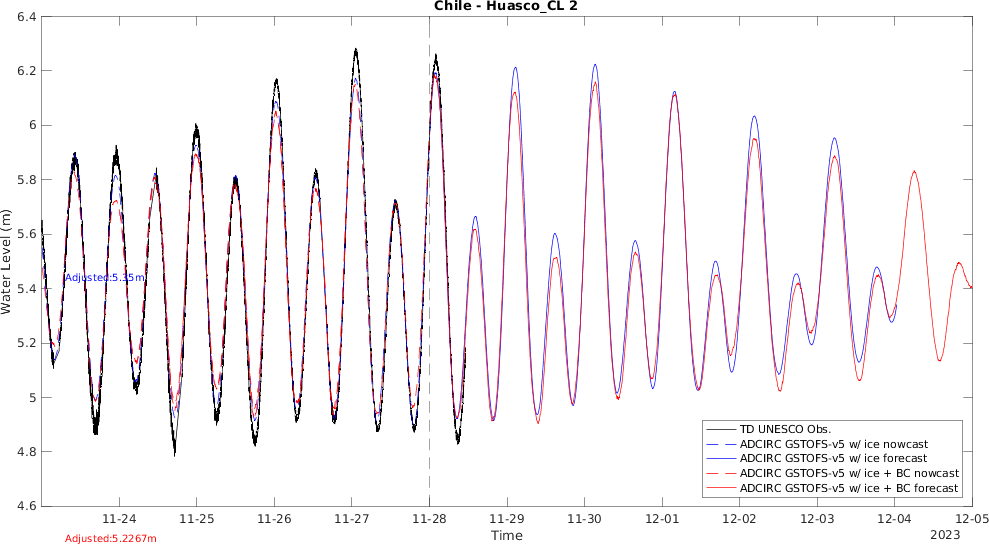 Chile - Huasco_CL 2
6.4
6.2
6
5.8
5.6
5.4
5.2
5
4.8
4.6
Water Level (m)
Adjusted:5.35m
TD UNESCO Obs.
ADCIRC GSTOFS-v5 w/ ice nowcast
ADCIRC GSTOFS-v5 w/ ice forecast
ADCIRC GSTOFS-v5 w/ ice + BC nowcast
ADCIRC GSTOFS-v5 w/ ice + BC forecast
11-24 11-25 11-26 11-27 11-28 11-29 11-30 12-01 12-02 12-03 12-04 12-05
2023
Time
Adjusted:5.2267m